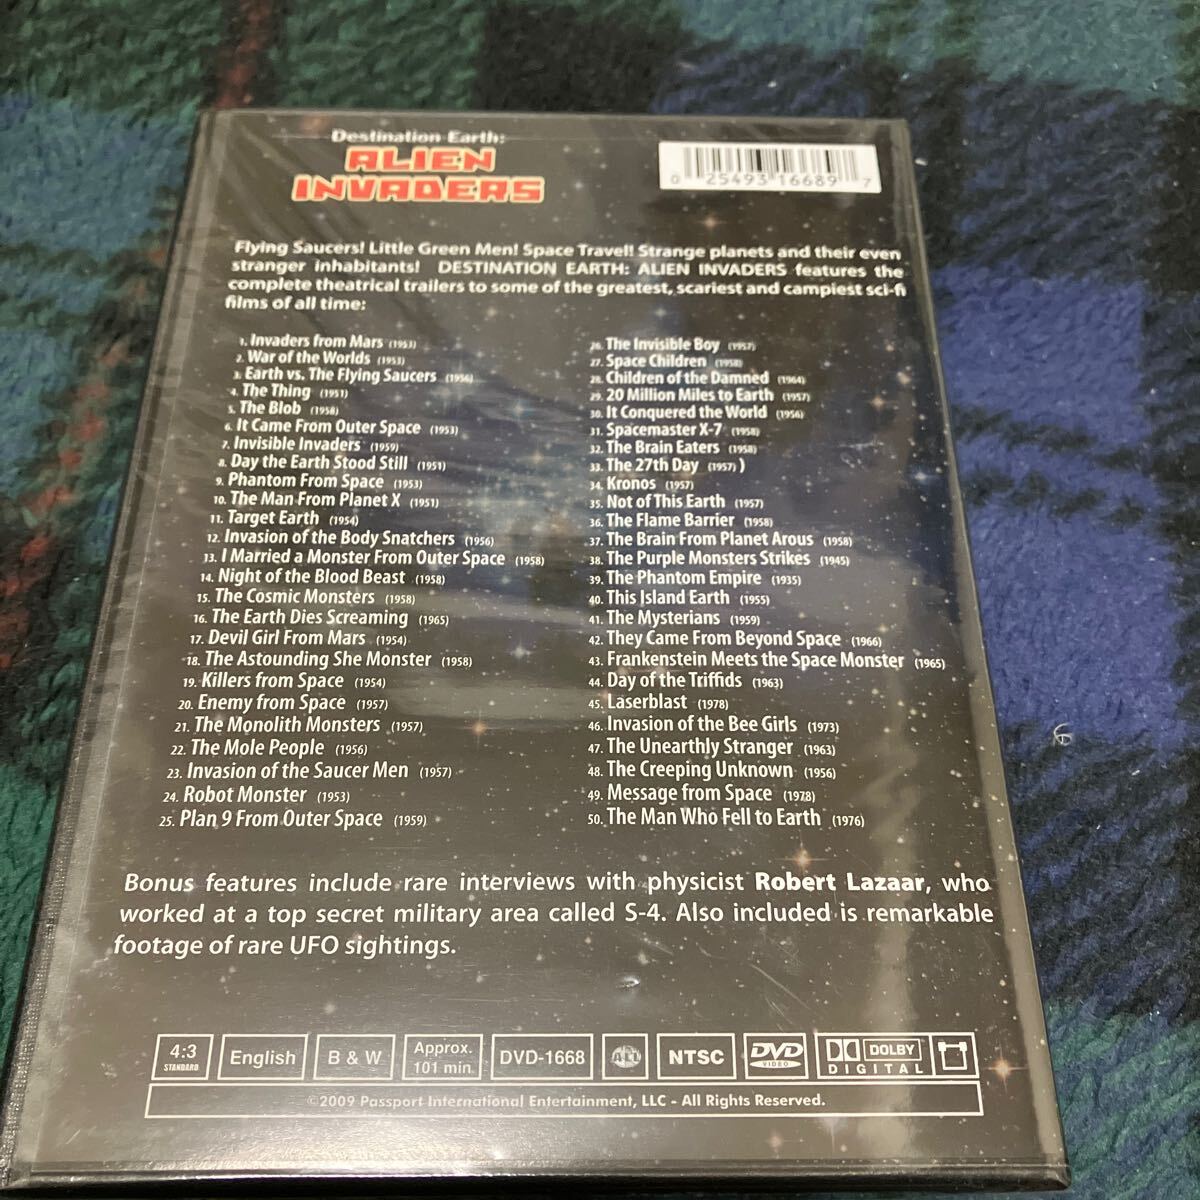 Destination Earth:
ALIEN
INVADERS
0 25493 16689 7
Flying Saucers! Little Green Men! Space Travel! Strange planets and their even
stranger inhabitants! DESTINATION EARTH: ALIEN INVADERS features the
complete theatrical trailers to some of the greatest, scariest and campiest sci-fi
films of all time:
1. Invaders from Mars (1953)
2. War of the Worlds (1953)
3. Earth vs. The Flying Saucers (1956)
4. The Thing (1951)
5. The Blob (1958)
6. It Came From Outer Space (1953)
7. Invisible Invaders (1959)
8. Day the Earth Stood Still (1951)
9. Phantom From Space (1953)
10. The Man From Planet X (1951)
11. Target Earth (1954)
12. Invasion of the Body Snatchers (1956)
13. I Married a Monster From Outer Space (1958)
14. Night of the Blood Beast (1958)
15. The Cosmic Monsters (1958)
16. The Earth Dies Screaming (1965)
17. Devil Girl From Mars (1954)
18. The Astounding She Monster (1958)
19. Killers from Space (1954)
20. Enemy from Space (1957)
21. The Monolith Monsters (1957)
22. The Mole People (1956)
23. Invasion of the Saucer Men (1957)
24. Robot Monster (1953)
25. Plan 9 From Outer Space (1959)
26. The Invisible Boy (1957)
27. Space Children (1958)
28. Children of the Damned (1964)
29. 20 Million Miles to Earth (1957)
30. It Conquered the World (1956)
31. Spacemaster X-7 (1958)
32. The Brain Eaters (1958)
33. The 27th Day (1957) )
34. Kronos (1957)
35. Not of This Earth (1957)
36. The Flame Barrier (1958)
37. The Brain From Planet Arous (1958)
38. The Purple Monsters Strikes (1945)
39. The Phantom Empire (1935)
40. This Island Earth (1955)
41. The Mysterians (1959)
42. They Came From Beyond Space (1966)
43. Frankenstein Meets the Space Monster (1965)
44. Day of the Triffids (1963)
45. Laserblast (1978)
46. Invasion of the Bee Girls (1973)
47. The Unearthly Stranger (1963)
48. The Creeping Unknown (1956)
49. Message from Space (1978)
50. The Man Who Fell to Earth (1976)
Bonus features include rare interviews with physicist Robert Lazaar, who
worked at a top secret military area called S-4. Also included is remarkable
footage of rare UFO sightings.
4:3
STANDARD
English
B & W
Approx.
101 min.
DVD-1668
ALL
NTSC
DVD
VIDEO
DOLBY
DIGITAL
©2009 Passport International Entertainment, LLC - All Rights Reserved.